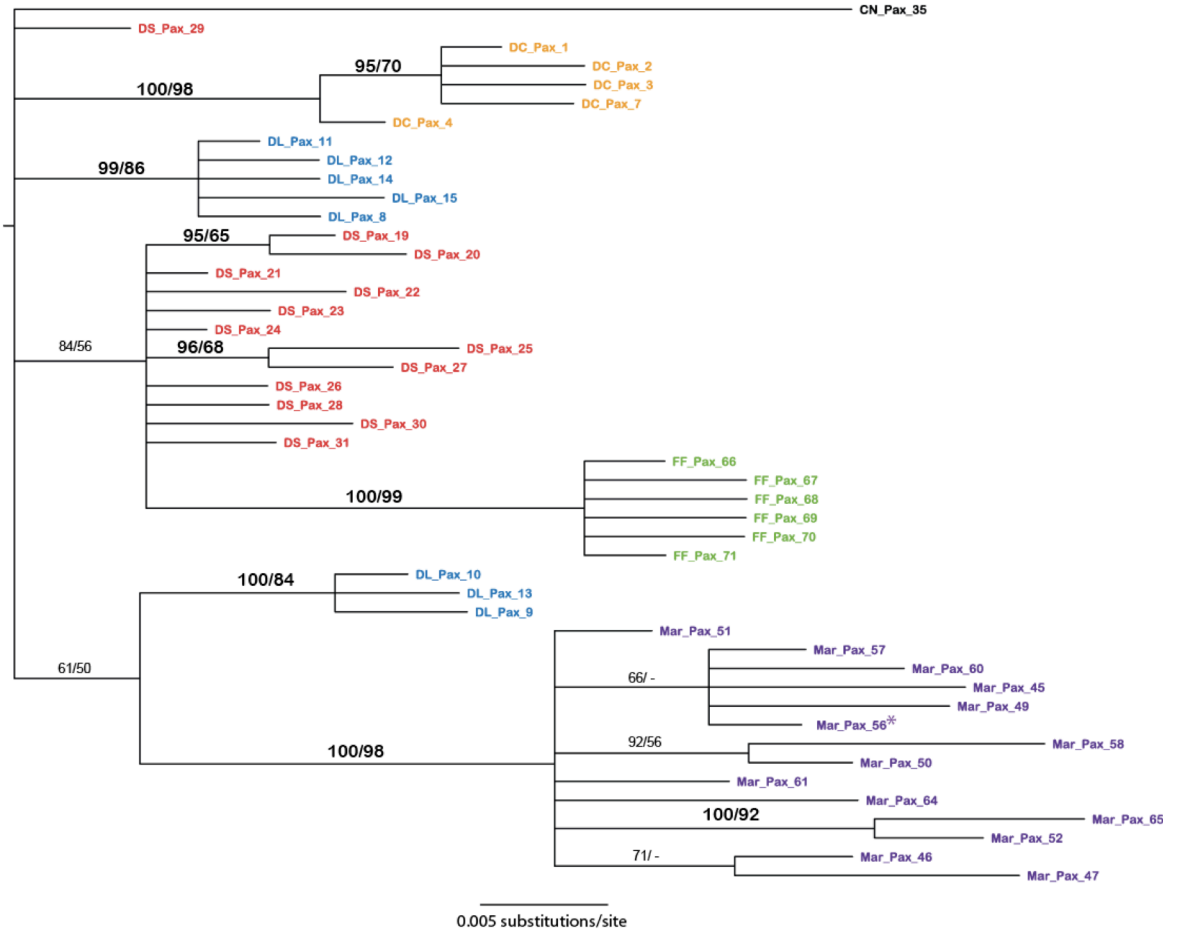 CN_Pax_35
DS_Pax_29
DC_Pax_1
95/70
DC_Pax_2
DC_Pax_3
100/98
DC_Pax_7
DC_Pax_4
DL_Pax_11
DL_Pax_12
99/86
DL_Pax_14
DL_Pax_15
DL_Pax_8
95/65
DS_Pax_19
DS_Pax_20
DS_Pax_21
DS_Pax_22
DS_Pax_23
DS_Pax_24
84/56
96/68
DS_Pax_25
DS_Pax_27
DS_Pax_26
DS_Pax_28
DS_Pax_30
DS_Pax_31
FF_Pax_66
FF_Pax_67
100/99
FF_Pax_68
FF_Pax_69
FF_Pax_70
FF_Pax_71
100/84
DL_Pax_10
DL_Pax_13
DL_Pax_9
Mar_Pax_51
Mar_Pax_57
61/50
Mar_Pax_60
66/ -
Mar_Pax_45
Mar_Pax_49
Mar_Pax_56*
92/56
Mar_Pax_58
100/98
Mar_Pax_50
Mar_Pax_61
Mar_Pax_64
100/92
Mar_Pax_65
Mar_Pax_52
71/ -
Mar_Pax_46
Mar_Pax_47
0.005 substitutions/site